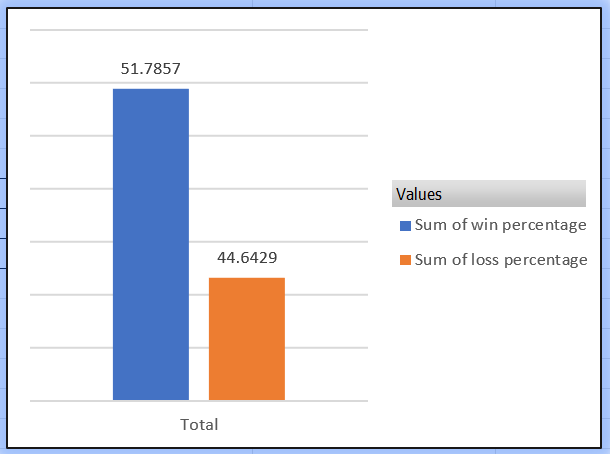 51.7857
44.6429
Total
Values
Sum of win percentage
Sum of loss percentage